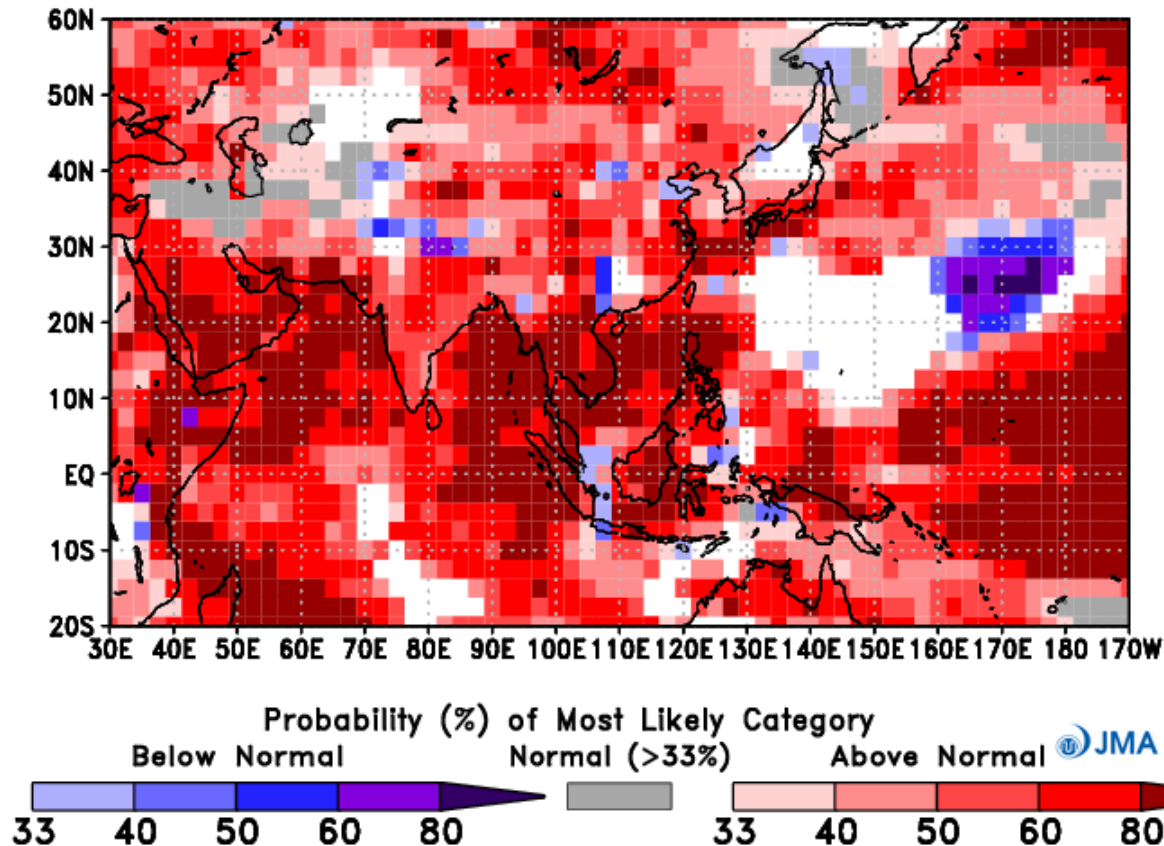 60N
50N
40N
30N
20N
10N
EQ
10S
20S
30E 40E 50E 60E 70E 80E 90E 100E 110E 120E 130E 140E 150E 160E 170E 180 170W
Probability (%) of Most Likely Category
Below Normal Normal (>33%) Above Normal JMA
33 40 50 60 80 33 40 50 60 80